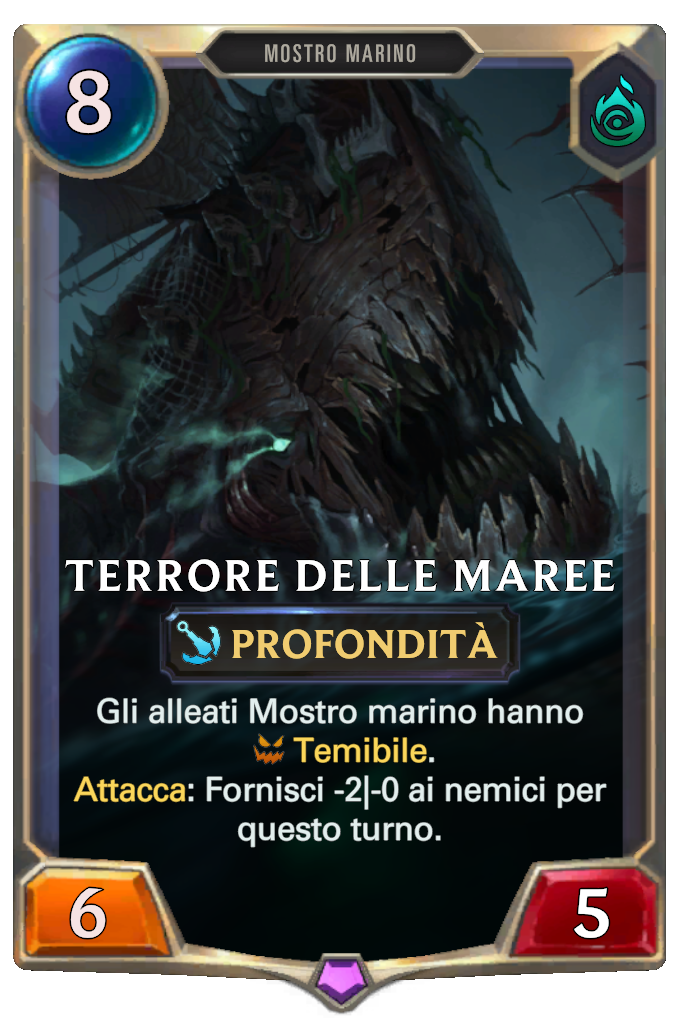 MOSTRO MARINO
8
TERRORE DELLE MAREE
PROFONDITÀ
Gli alleati Mostro marino hanno
Temibile.
Attacca: Fornisci -2|-0 ai nemici per
questo turno.
6
5